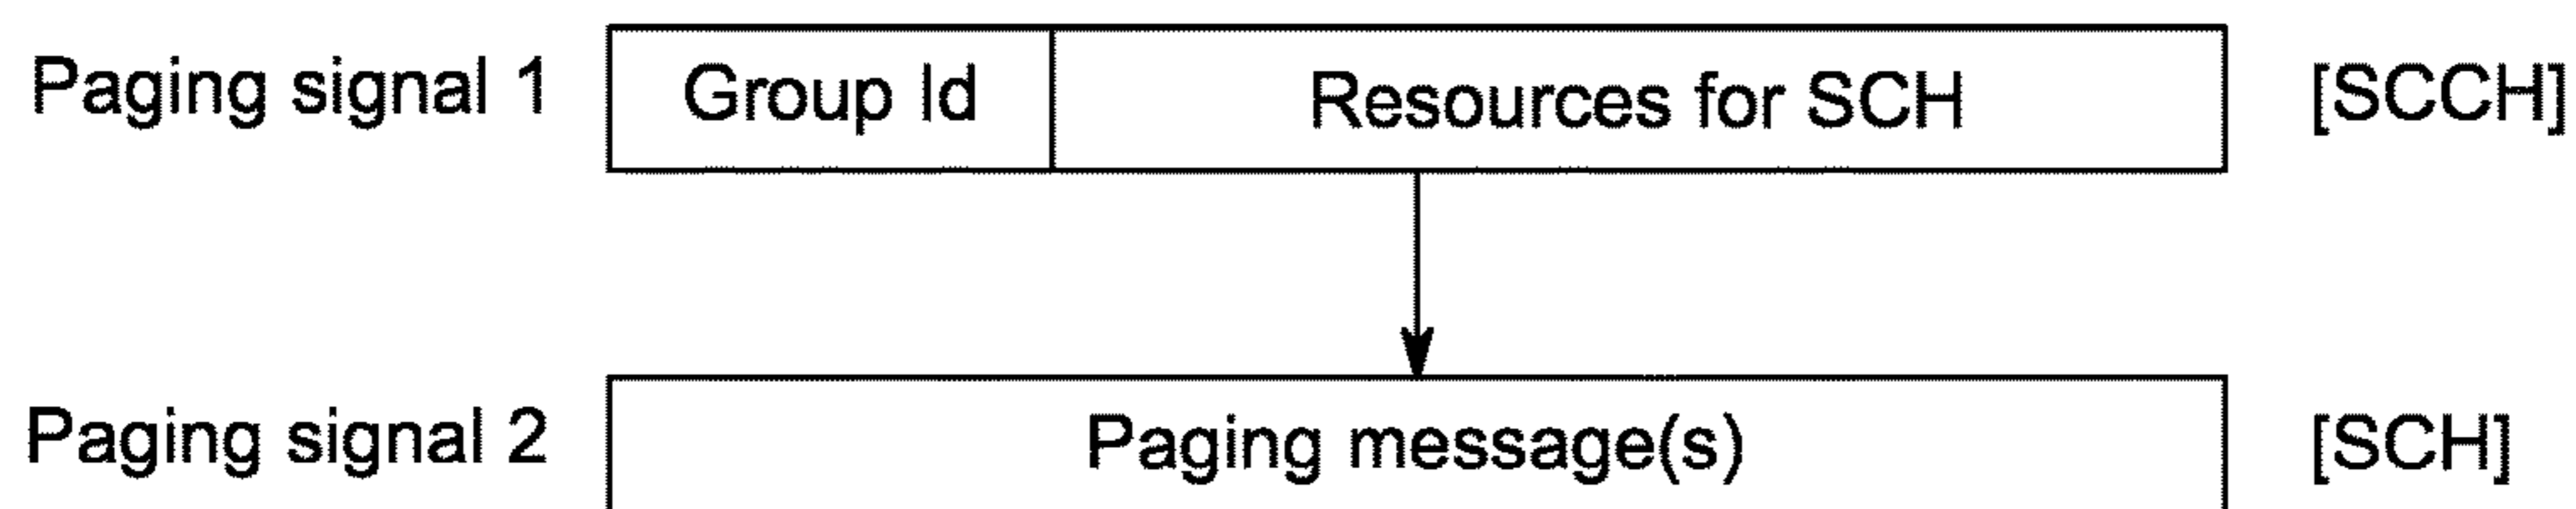 Paging signal 1 Group Id Resources for SCH [SCCH]
Paging signal 2 Paging message(s) [SCH]